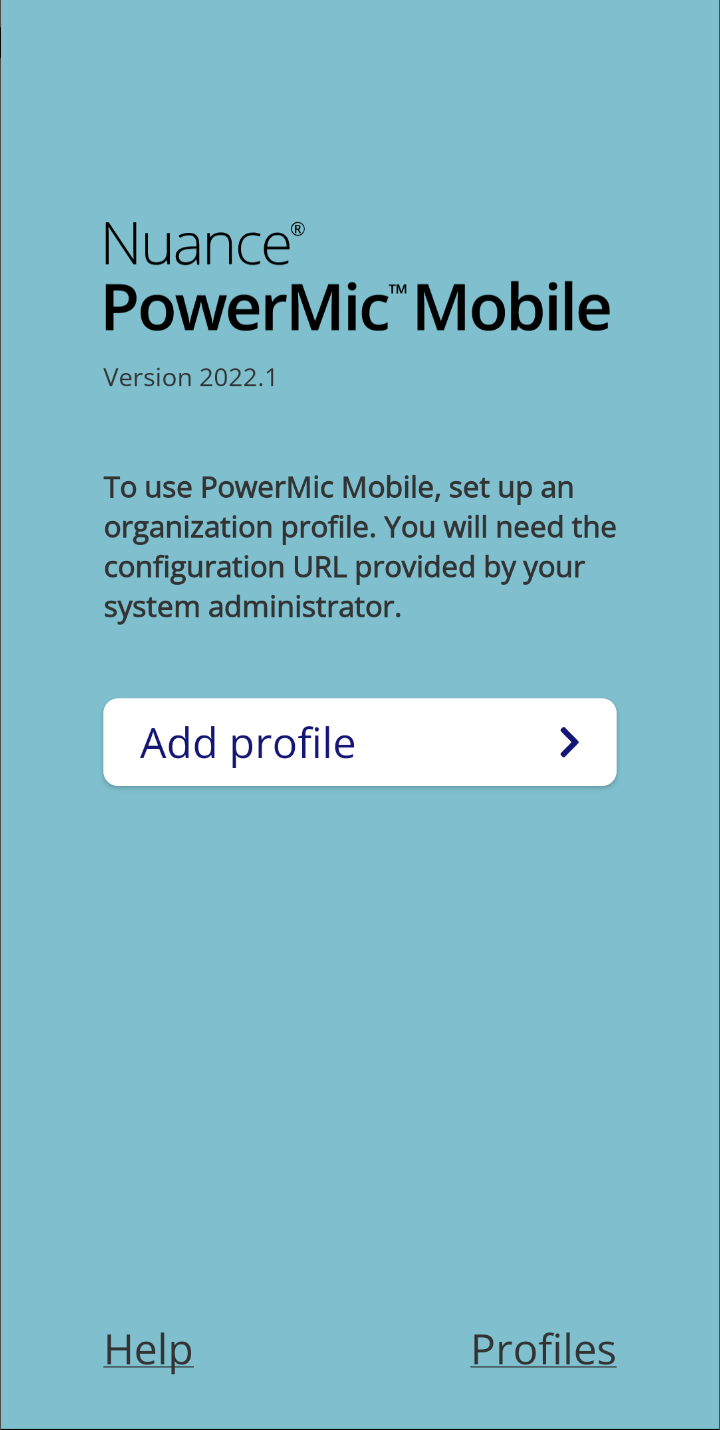 Nuance®
PowerMic™ Mobile
Version 2022.1
To use PowerMic Mobile, set up an
organization profile. You will need the
configuration URL provided by your
system administrator.
Add profile
Help
Profiles